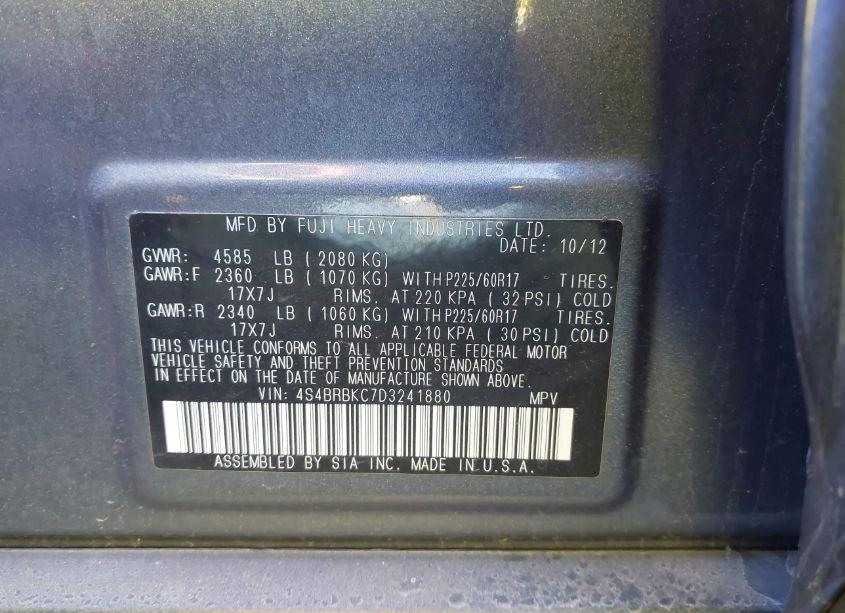 MFD BY FUJI HEAVY INDUSTRIES LTD.
DATE: 10/12
GVWR: 4585 LB (2080 KG)
GAWR:F 2360 LB (1070 KG) WITH P225/60R17 TIRES.
17X7J RIMS. AT 220 KPA (32 PSI) COLD
GAWR:R 2340 LB (1060 KG) WITH P225/60R17 TIRES.
17X7J RIMS. AT 210 KPA (30 PSI) COLD
THIS VEHICLE CONFORMS TO ALL APPLICABLE FEDERAL MOTOR
VEHICLE SAFETY AND THEFT PREVENTION STANDARDS
IN EFFECT ON THE DATE OF MANUFACTURE SHOWN ABOVE.
VIN: 4S4BRBKC7D3241880 MPV
ASSEMBLED BY SIA INC. MADE IN U.S.A.